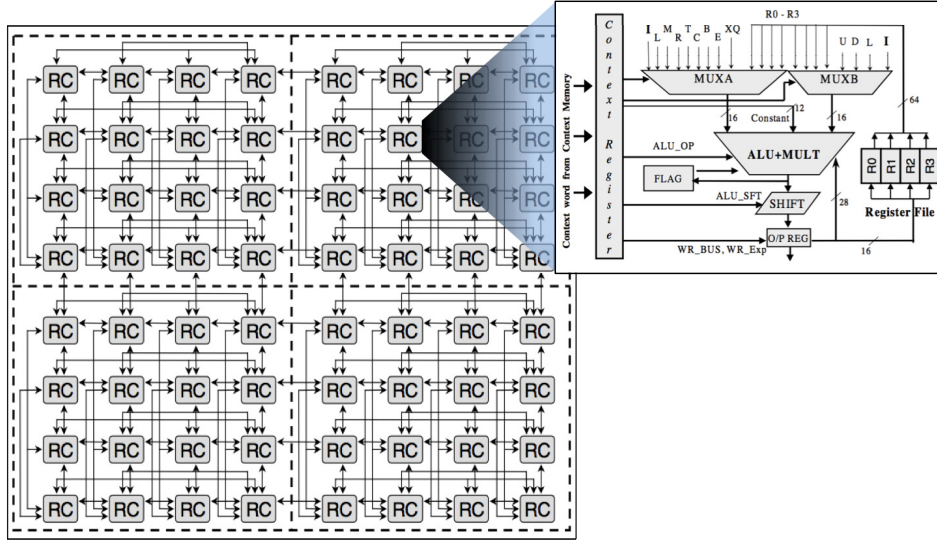 RC RC RC RC RC RC RC RC
RC RC RC RC RC RC RC RC
RC RC RC RC RC RC RC RC
RC RC RC RC RC RC RC RC
RC RC RC RC RC RC RC RC
RC RC RC RC RC RC RC RC
RC RC RC RC RC RC RC RC
RC RC RC RC RC RC RC RC
Context word from Context Memory
Context Register
I L M R T C B E XQ
R0 - R3
U D L I
MUXA
MUXB
64
16
Constant
12
16
ALU_OP
ALU+MULT
FLAG
ALU_SFT
SHIFT
28
R0 R1 R2 R3
Register File
O/P REG
WR_BUS, WR_Exp
16